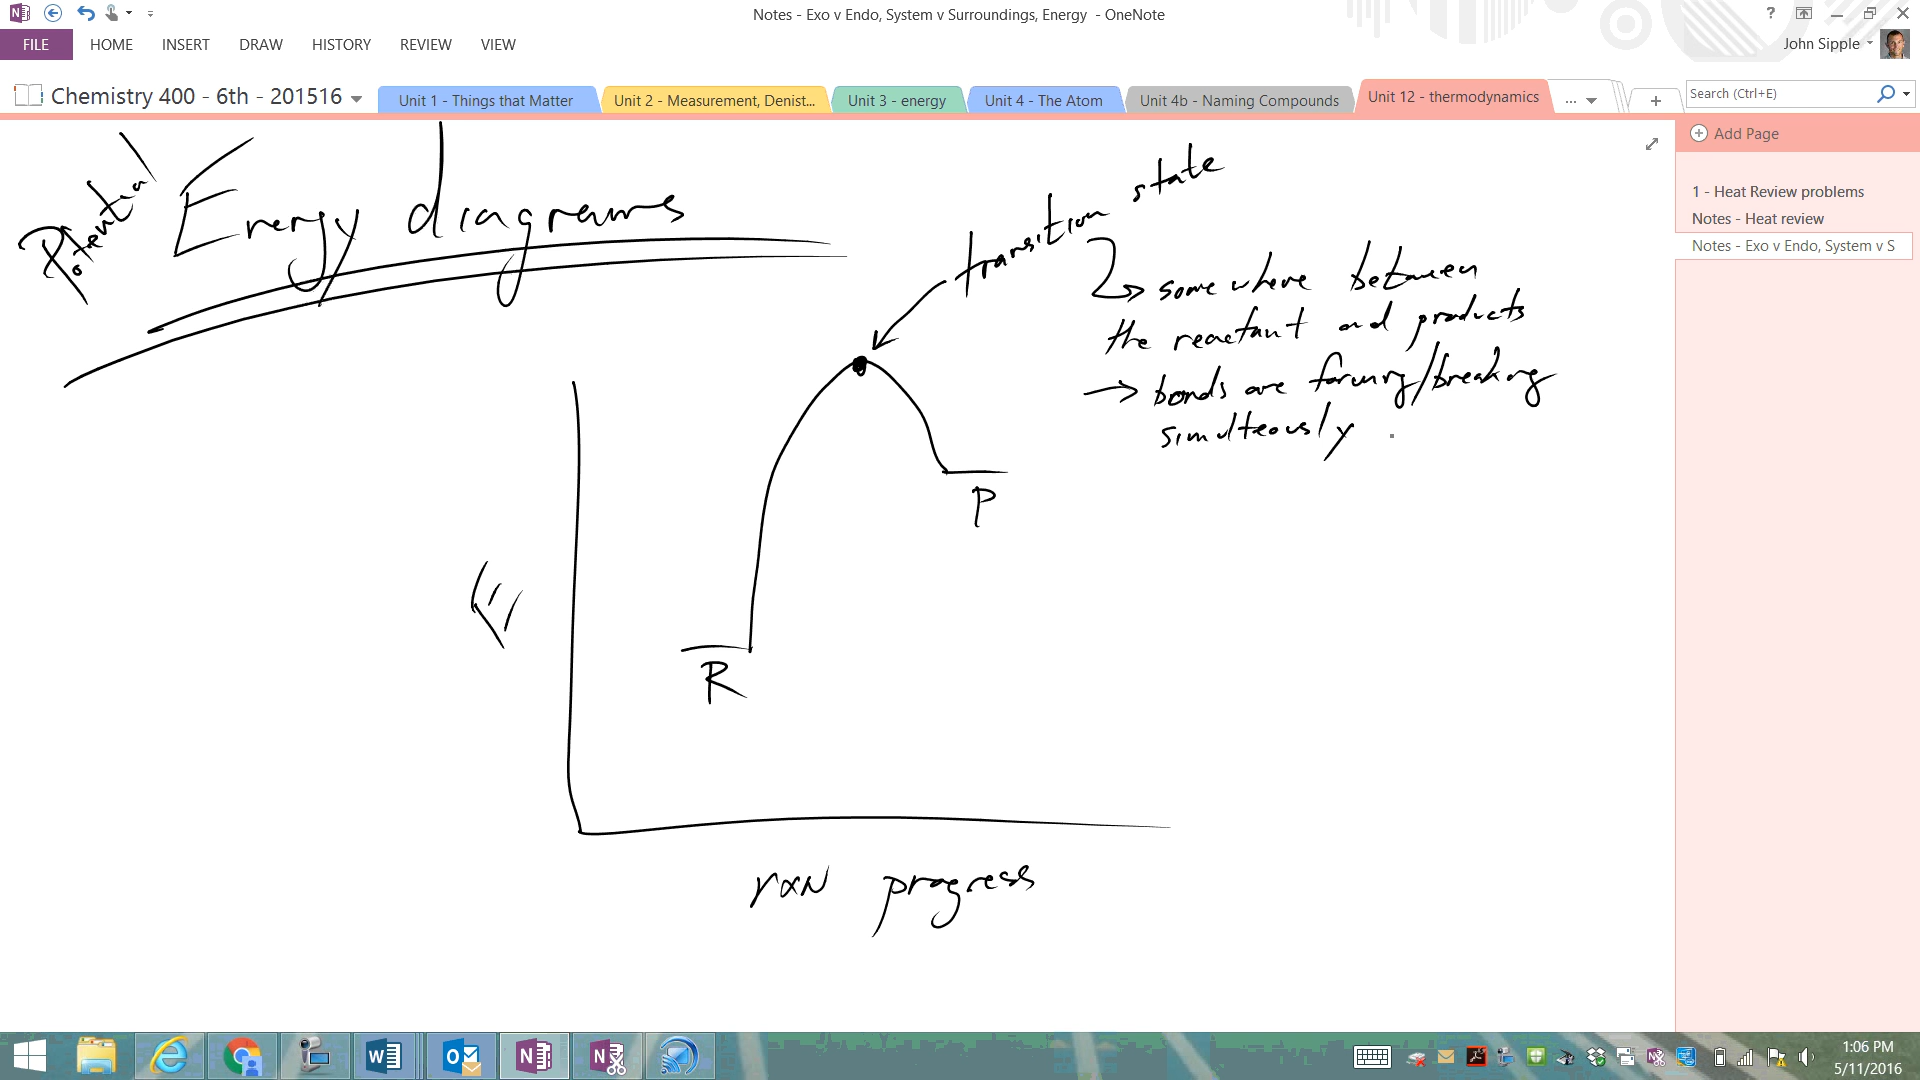 Notes - Exo v Endo, System v Surroundings, Energy - OneNote
FILE HOME INSERT DRAW HISTORY REVIEW VIEW
John Sipple
Chemistry 400 - 6th - 201516
Unit 1 - Things that Matter
Unit 2 - Measurement, Denist...
Unit 3 - energy
Unit 4 - The Atom
Unit 4b - Naming Compounds
Unit 12 - thermodynamics
...
Search (Ctrl+E)
Add Page
1 - Heat Review problems
Notes - Heat review
Notes - Exo v Endo, System v S
Potential Energy diagrams
transition state
somewhere between
the reactant and products
→ bonds are forming/breaking
simulteously
P
E
R
rxn progress
1:06 PM
5/11/2016